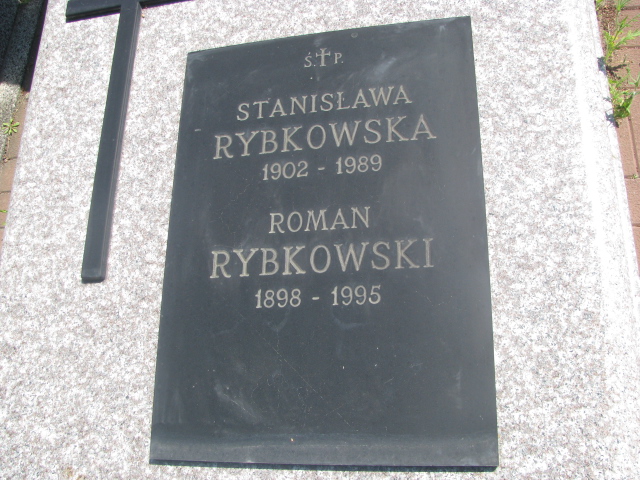 Ś.✝P.
STANISŁAWA
RYBKOWSKA
1902 - 1989
ROMAN
RYBKOWSKI
1898 - 1995